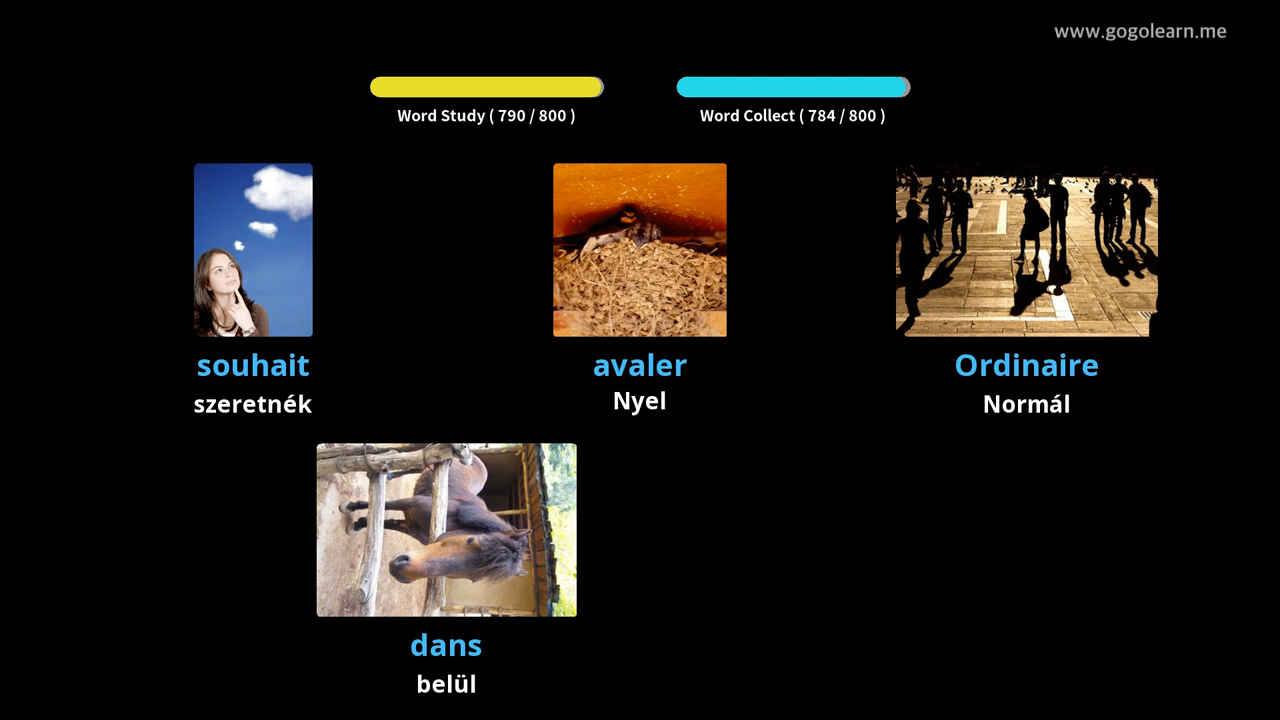 www.gogolearn.me
Word Study ( 790 / 800 )
Word Collect ( 784 / 800 )
souhait
szeretnék
avaler
Nyel
Ordinaire
Normál
dans
belül